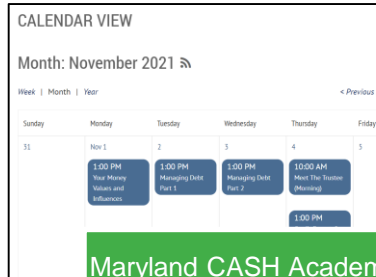 CALENDAR VIEW
Month: November 2021
Week | Month | Year
< Previous
Sunday Monday Tuesday Wednesday Thursday Friday
31 Nov 1 2 3 4 5
1:00 PM
Your Money
Values and
Influences
1:00 PM
Managing Debt
Part 1
1:00 PM
Managing Debt
Part 2
10:00 AM
Meet The Trustee
(Morning)
1:00 PM
Maryland CASH Academ